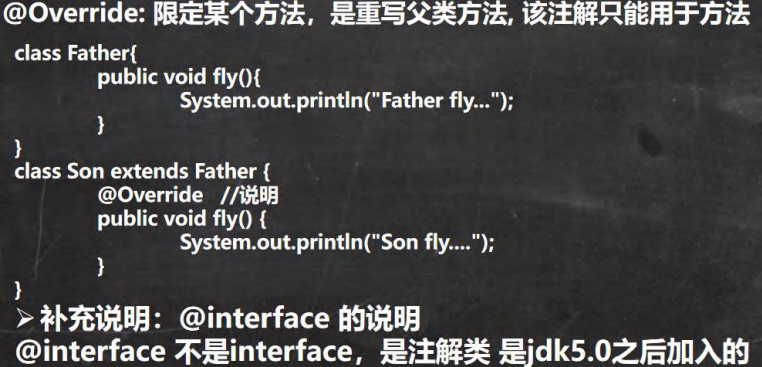 @Override: 限定某个方法，是重写父类方法, 该注解只能用于方法
class Father{
public void fly(){
System.out.println("Father fly...");
}
}
class Son extends Father {
@Override //说明
public void fly() {
System.out.println("Son fly....");
}
}
➢ 补充说明：@interface 的说明
@interface 不是interface，是注解类 是jdk5.0之后加入的